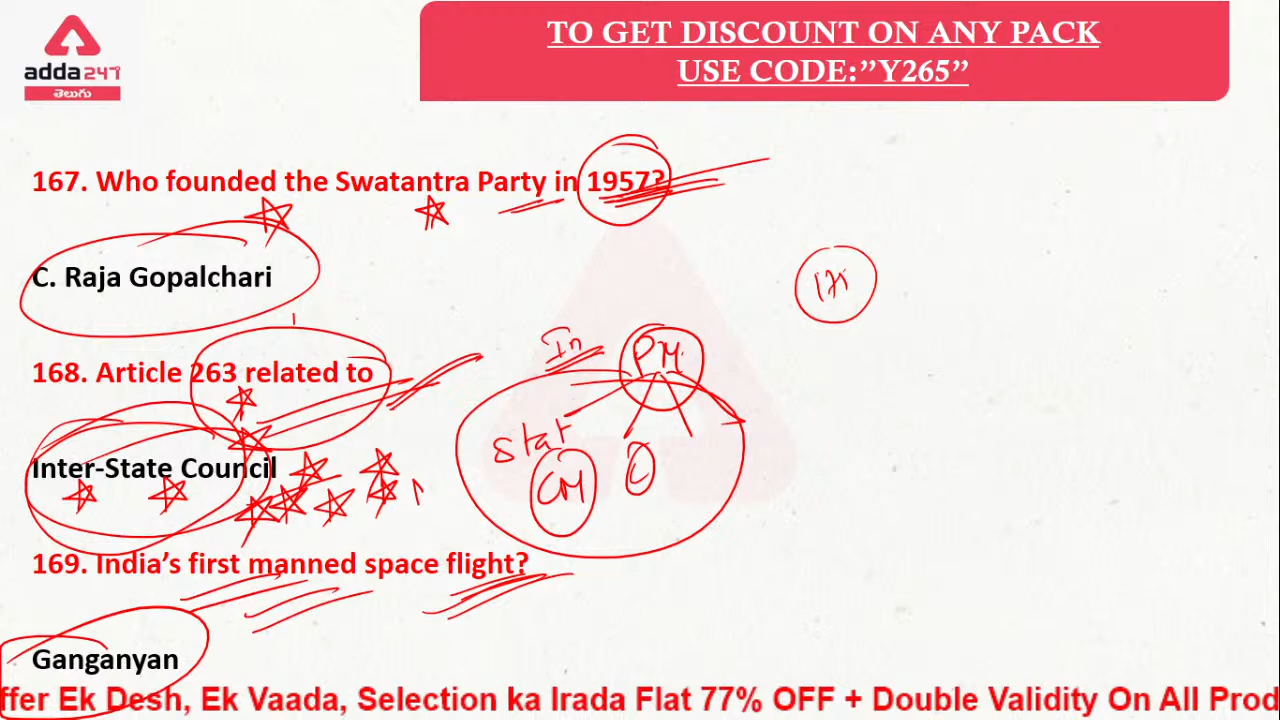 TO GET DISCOUNT ON ANY PACK
USE CODE:”Y265”
adda247
తెలుగు
167. Who founded the Swatantra Party in 1957?
C. Raja Gopalchari
168. Article 263 related to
In
PM
Stat
CM
C
Inter-State Council
169. India’s first manned space flight?
Ganganyan
ffer Ek Desh, Ek Vaada, Selection ka Irada Flat 77% OFF + Double Validity On All Prod